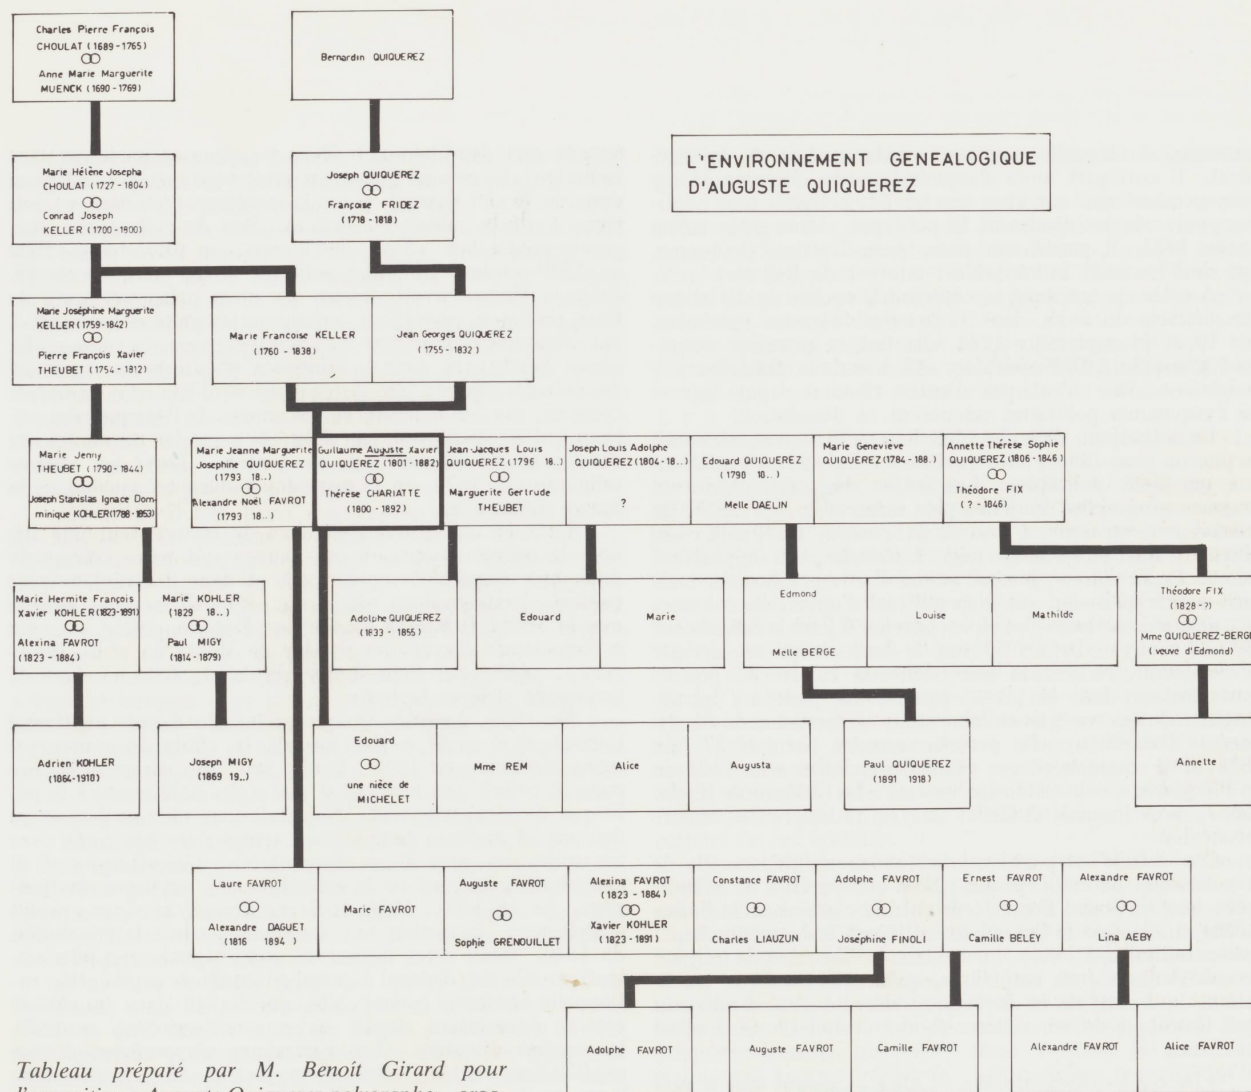 Charles Pierre François
CHOULAT (1689-1765)
Anne Marie Marguerite
MUENCK (1690-1769)
Bernardin QUIQUEREZ
L'ENVIRONNEMENT GENEALOGIQUE
D'AUGUSTE QUIQUEREZ
Marie Hélène Josepha
CHOULAT (1727-1804)
Conrad Joseph
KELLER (1700-1800)
Joseph QUIQUEREZ
Françoise FRIDEZ
(1718-1818)
Marie Joséphine Marguerite
KELLER (1759-1842)
Pierre François Xavier
THEUBET (1754-1812)
Marie Francoise KELLER
(1760 - 1838)
Jean Georges QUIQUEREZ
(1755-1832)
Marie Jenny
THEUBET (1790-1844)
Joseph Stanislas Ignace Dom-
minique KOHLER (1788-1853)
Marie Jeanne Marguerite
Josephine QUIQUEREZ
(1793 18..)
Alexandre Noël FAVROT
(1793 18..)
Guillaume Auguste Xavier
QUIQUEREZ (1801-1882)
Thérèse CHARIATTE
(1800 - 1892)
Jean-Jacques Louis
QUIQUEREZ (1796 18..)
Marguerite Gertrude
THEUBET
Joseph Louis Adolphe
QUIQUEREZ (1804-18..)
?
Edouard QUIQUEREZ
(1790 18..)
Melle DAELIN
Marie Geneviève
QUIQUEREZ (1784-188.)
Annette Thérèse Sophie
QUIQUEREZ (1806-1846)
Théodore FIX
(? - 1846)
Marie Hermite François
Xavier KOHLER (1823-1891)
Alexina FAVROT
(1823 - 1884)
Marie KOHLER
(1829 18..)
Paul MIGY
(1814-1879)
Adolphe QUIQUEREZ
(1833 - 1855)
Edouard
Marie
Edmond
Melle BERGE
Louise
Mathilde
Théodore FIX
(1828 -?)
Mme QUIQUEREZ-BERGE
(veuve d'Edmond)
Adrien KOHLER
(1864-1918)
Joseph MIGY
(1869 19..)
Edouard
une nièce de
MICHELET
Mme REM
Alice
Augusta
Paul QUIQUEREZ
(1891 1918)
Annette
Laure FAVROT
Alexandre DAGUET
(1816 1894)
Marie FAVROT
Auguste FAVROT
Sophie GRENOUILLET
Alexina FAVROT
(1823 - 1884)
Xavier KOHLER
(1823-1891)
Constance FAVROT
Charles LIAUZUN
Adolphe FAVROT
Joséphine FINOLI
Ernest FAVROT
Camille BELEY
Alexandre FAVROT
Lina AEBY
Adolphe FAVROT
Auguste FAVROT
Camille FAVROT
Alexandre FAVROT
Alice FAVROT
Tableau préparé par M. Benoit Girard pour